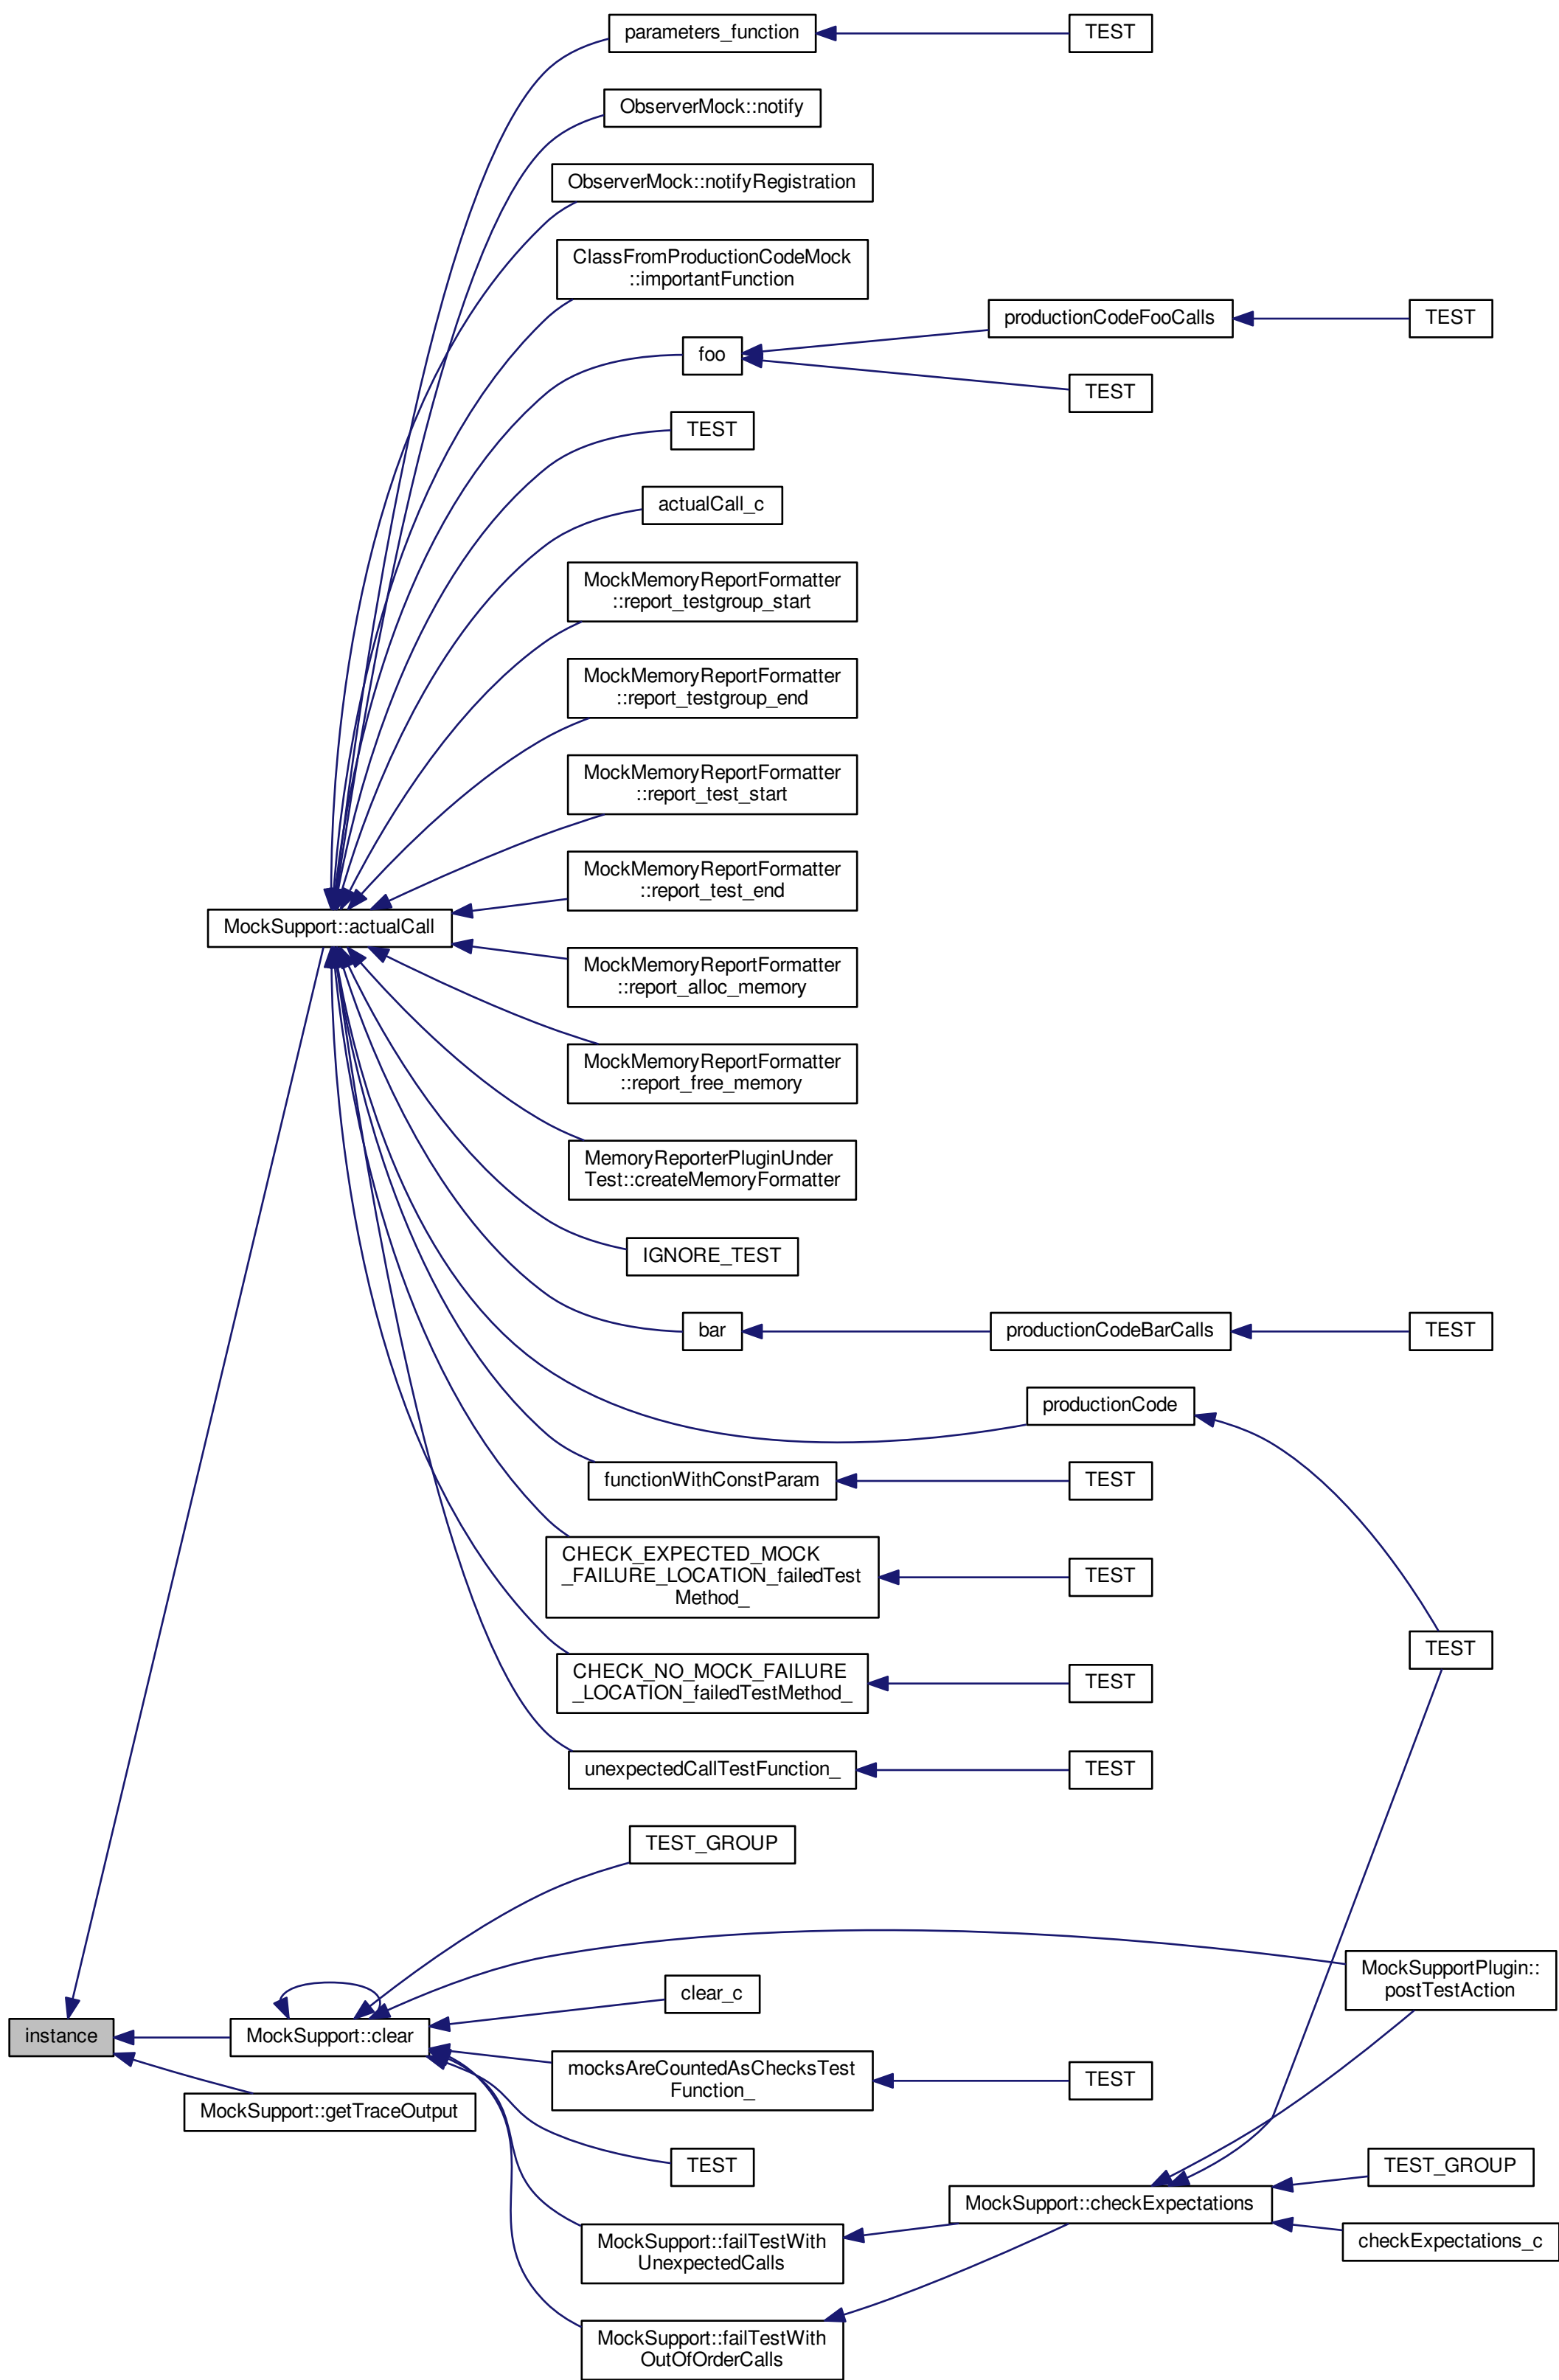 parameters_function
TEST
ObserverMock::notify
ObserverMock::notifyRegistration
ClassFromProductionCodeMock
::importantFunction
productionCodeFooCalls
TEST
foo
TEST
TEST
actualCall_c
MockMemoryReportFormatter
::report_testgroup_start
MockMemoryReportFormatter
::report_testgroup_end
MockMemoryReportFormatter
::report_test_start
MockMemoryReportFormatter
::report_test_end
MockSupport::actualCall
MockMemoryReportFormatter
::report_alloc_memory
MockMemoryReportFormatter
::report_free_memory
MemoryReporterPluginUnder
Test::createMemoryFormatter
IGNORE_TEST
bar
productionCodeBarCalls
TEST
productionCode
functionWithConstParam
TEST
CHECK_EXPECTED_MOCK
_FAILURE_LOCATION_failedTest
Method_
TEST
TEST
CHECK_NO_MOCK_FAILURE
_LOCATION_failedTestMethod_
TEST
unexpectedCallTestFunction_
TEST
TEST_GROUP
MockSupportPlugin::
postTestAction
clear_c
instance
MockSupport::clear
mocksAreCountedAsChecksTest
Function_
TEST
MockSupport::getTraceOutput
TEST
TEST_GROUP
MockSupport::checkExpectations
checkExpectations_c
MockSupport::failTestWith
UnexpectedCalls
MockSupport::failTestWith
OutOfOrderCalls